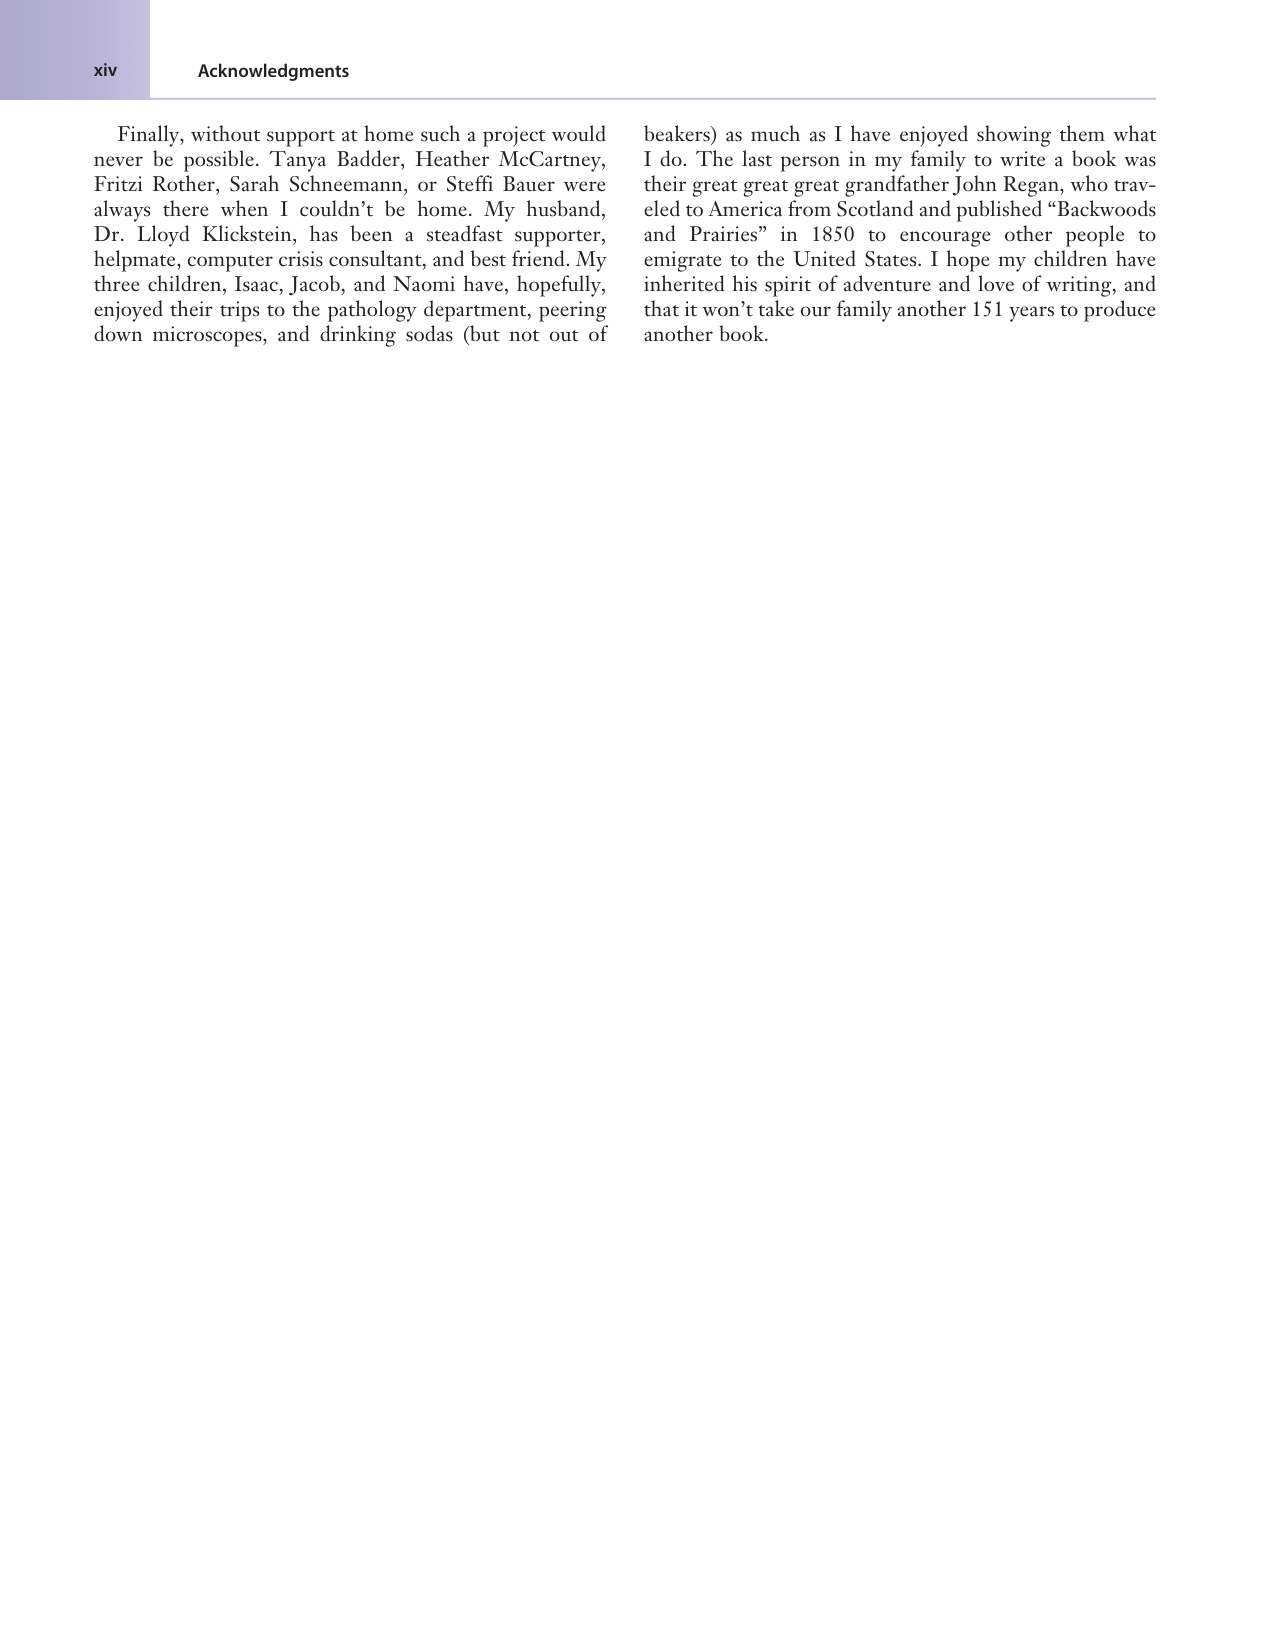 xiv
Acknowledgments
Finally, without support at home such a project would
never be possible. Tanya Badder, Heather McCartney,
Fritzi Rother, Sarah Schneemann, or Steffi Bauer were
always there when I couldn’t be home. My husband,
Dr. Lloyd Klickstein, has been a steadfast supporter,
helpmate, computer crisis consultant, and best friend. My
three children, Isaac, Jacob, and Naomi have, hopefully,
enjoyed their trips to the pathology department, peering
down microscopes, and drinking sodas (but not out of
beakers) as much as I have enjoyed showing them what
I do. The last person in my family to write a book was
their great great great grandfather John Regan, who trav-
eled to America from Scotland and published “Backwoods
and Prairies” in 1850 to encourage other people to
emigrate to the United States. I hope my children have
inherited his spirit of adventure and love of writing, and
that it won’t take our family another 151 years to produce
another book.